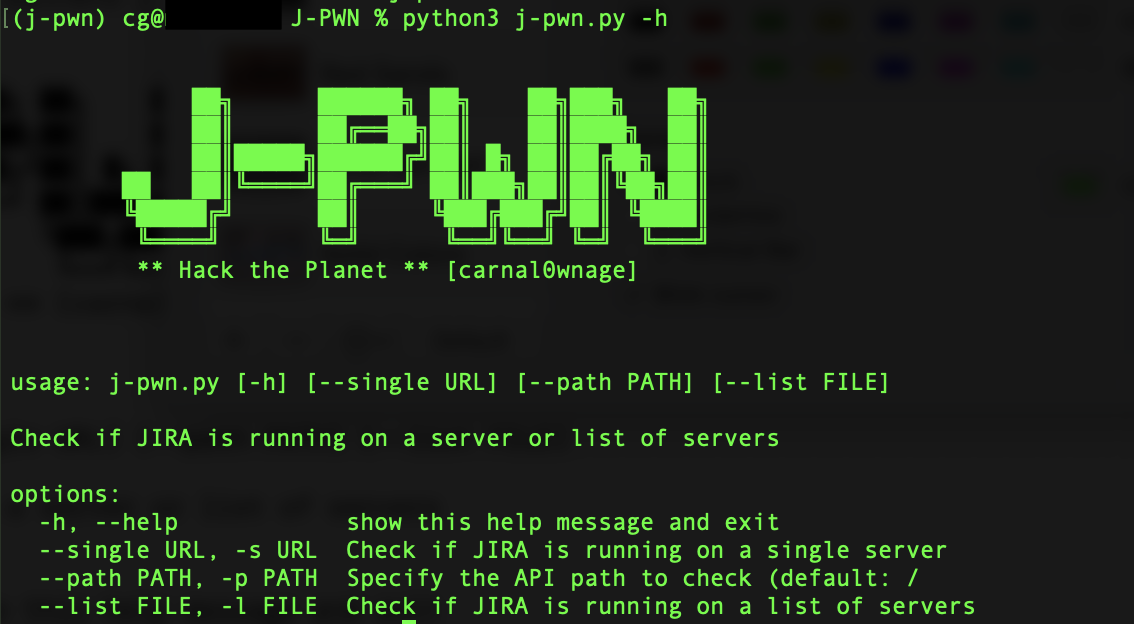 [(j-pwn) cg@ J-PWN % python3 j-pwn.py -h
J-PWN
** Hack the Planet ** [carnal0wnage]
usage: j-pwn.py [-h] [--single URL] [--path PATH] [--list FILE]
Check if JIRA is running on a server or list of servers
options:
-h, --help show this help message and exit
--single URL, -s URL Check if JIRA is running on a single server
--path PATH, -p PATH Specify the API path to check (default: /
--list FILE, -l FILE Check if JIRA is running on a list of servers